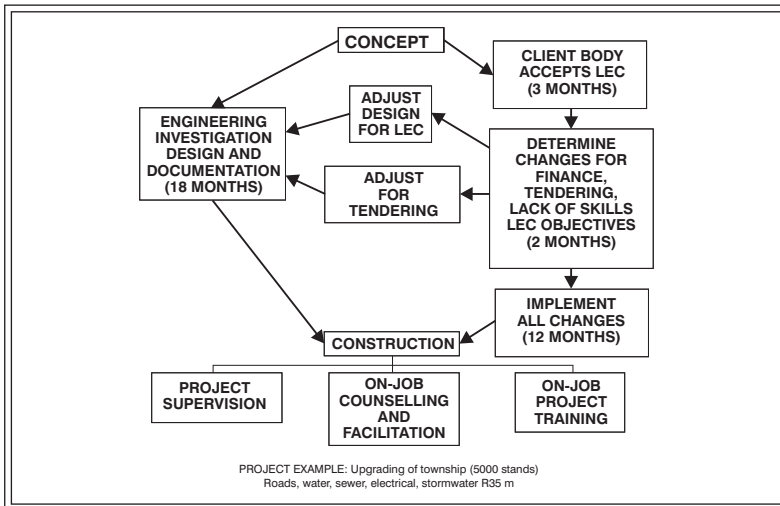 CONCEPT
CLIENT BODY
ACCEPTS LEC
(3 MONTHS)
ENGINEERING
INVESTIGATION
DESIGN AND
DOCUMENTATION
(18 MONTHS)
ADJUST
DESIGN
FOR LEC
ADJUST
FOR
TENDERING
DETERMINE
CHANGES FOR
FINANCE,
TENDERING,
LACK OF SKILLS
LEC OBJECTIVES
(2 MONTHS)
IMPLEMENT
ALL CHANGES
(12 MONTHS)
CONSTRUCTION
PROJECT
SUPERVISION
ON-JOB
COUNSELLING
AND
FACILITATION
ON-JOB
PROJECT
TRAINING
PROJECT EXAMPLE: Upgrading of township (5000 stands)
Roads, water, sewer, electrical, stormwater R35 m